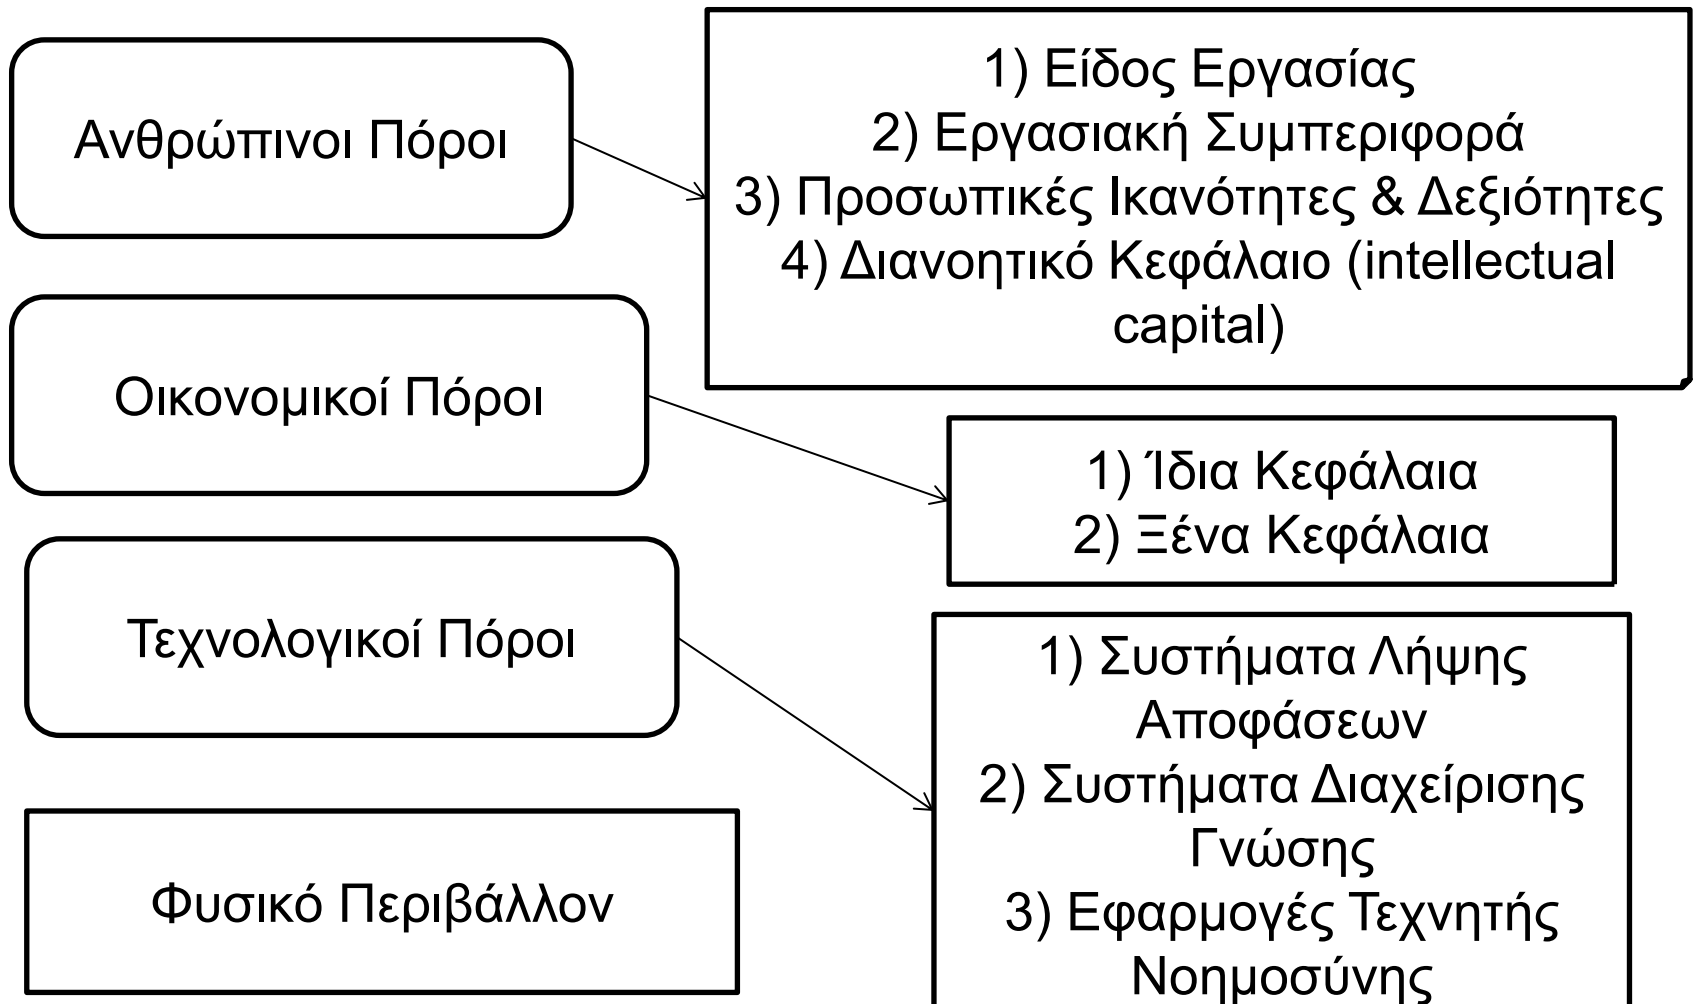 Ανθρώπινοι Πόροι
1) Είδος Εργασίας
2) Εργασιακή Συμπεριφορά
3) Προσωπικές Ικανότητες & Δεξιότητες
4) Διανοητικό Κεφάλαιο (intellectual
capital)
Οικονομικοί Πόροι
1) Ίδια Κεφάλαια
2) Ξένα Κεφάλαια
Τεχνολογικοί Πόροι
1) Συστήματα Λήψης
Αποφάσεων
2) Συστήματα Διαχείρισης
Γνώσης
3) Εφαρμογές Τεχνητής
Νοημοσύνης
Φυσικό Περιβάλλον